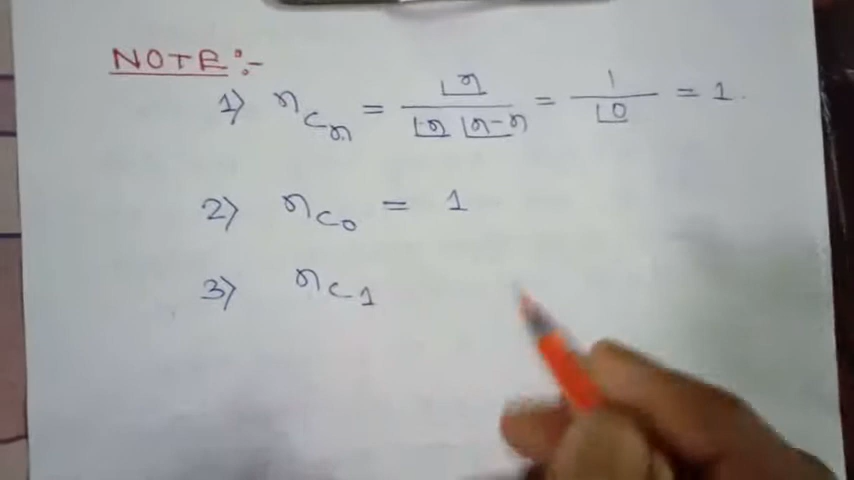 NOTE:-
1) nCn = ⌊n / ⌊n ⌊n-n = 1 / ⌊0 = 1.
2) nC0 = 1
3) nC1